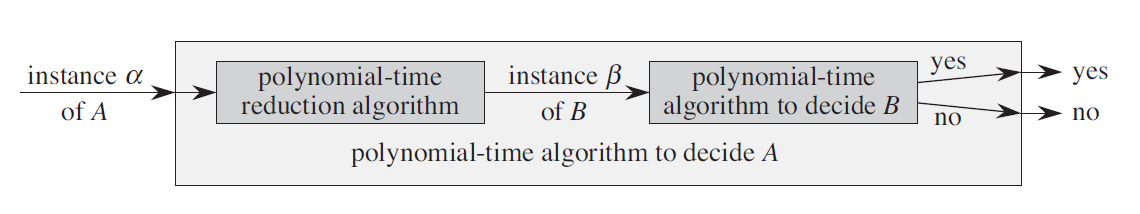 instance α
of A
polynomial-time
reduction algorithm
instance β
of B
polynomial-time
algorithm to decide B
yes
no
yes
no
polynomial-time algorithm to decide A